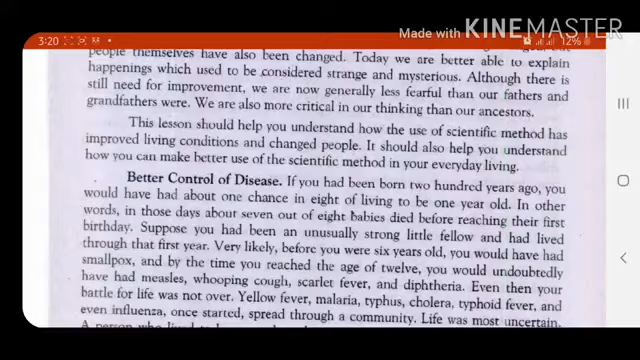 Made with KINEMASTER
3:20
12%
people themselves have also been changed. Today we are better able to explain
happenings which used to be considered strange and mysterious. Although there is
still need for improvement, we are now generally less fearful than our fathers and
grandfathers were. We are also more critical in our thinking than our ancestors.
This lesson should help you understand how the use of scientific method has
improved living conditions and changed people. It should also help you understand
how you can make better use of the scientific method in your everyday living.
Better Control of Disease. If you had been born two hundred years ago, you
would have had about one chance in eight of living to be one year old. In other
words, in those days about seven out of eight babies died before reaching their first
birthday. Suppose you had been an unusually strong little fellow and had lived
through that first year. Very likely, before you were six years old, you would have had
smallpox, and by the time you reached the age of twelve, you would undoubtedly
have had measles, whooping cough, scarlet fever, and diphtheria. Even then your
battle for life was not over. Yellow fever, malaria, typhus, cholera, typhoid fever, and
even influenza, once started, spread through a community. Life was most uncertain.
A person who lived to